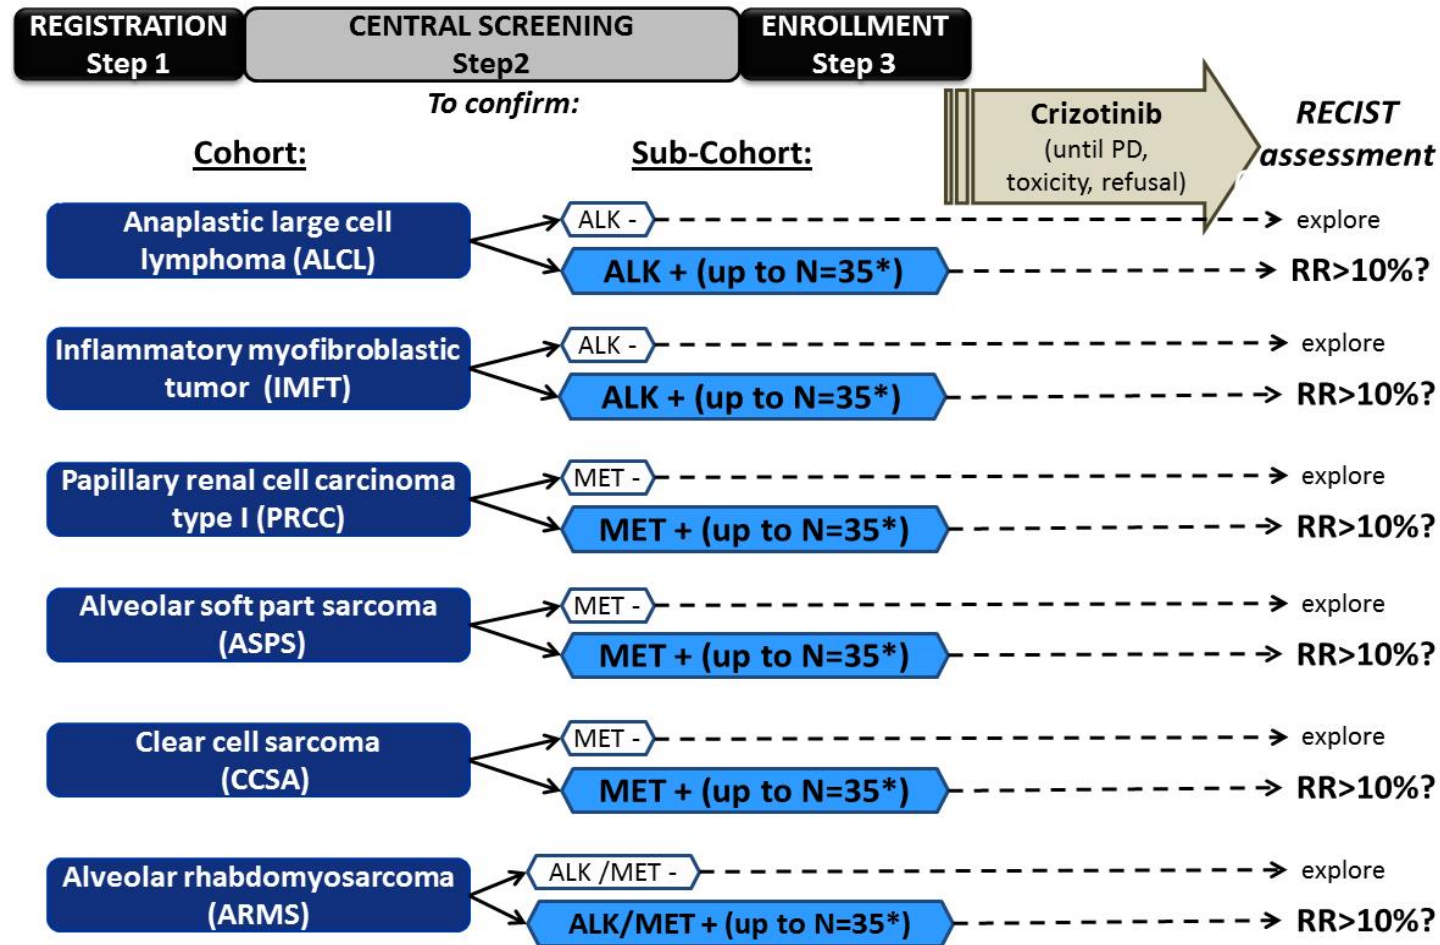 REGISTRATION
Step 1
CENTRAL SCREENING
Step2
ENROLLMENT
Step 3
To confirm:
Crizotinib
(until PD,
toxicity, refusal)
RECIST
assessment
Cohort:
Sub-Cohort:
Anaplastic large cell
lymphoma (ALCL)
ALK -
explore
ALK + (up to N=35*)
RR>10%?
Inflammatory myofibroblastic
tumor (IMFT)
ALK -
explore
ALK + (up to N=35*)
RR>10%?
Papillary renal cell carcinoma
type I (PRCC)
MET -
explore
MET + (up to N=35*)
RR>10%?
Alveolar soft part sarcoma
(ASPS)
MET -
explore
MET + (up to N=35*)
RR>10%?
Clear cell sarcoma
(CCSA)
MET -
explore
MET + (up to N=35*)
RR>10%?
Alveolar rhabdomyosarcoma
(ARMS)
ALK /MET -
explore
ALK/MET + (up to N=35*)
RR>10%?